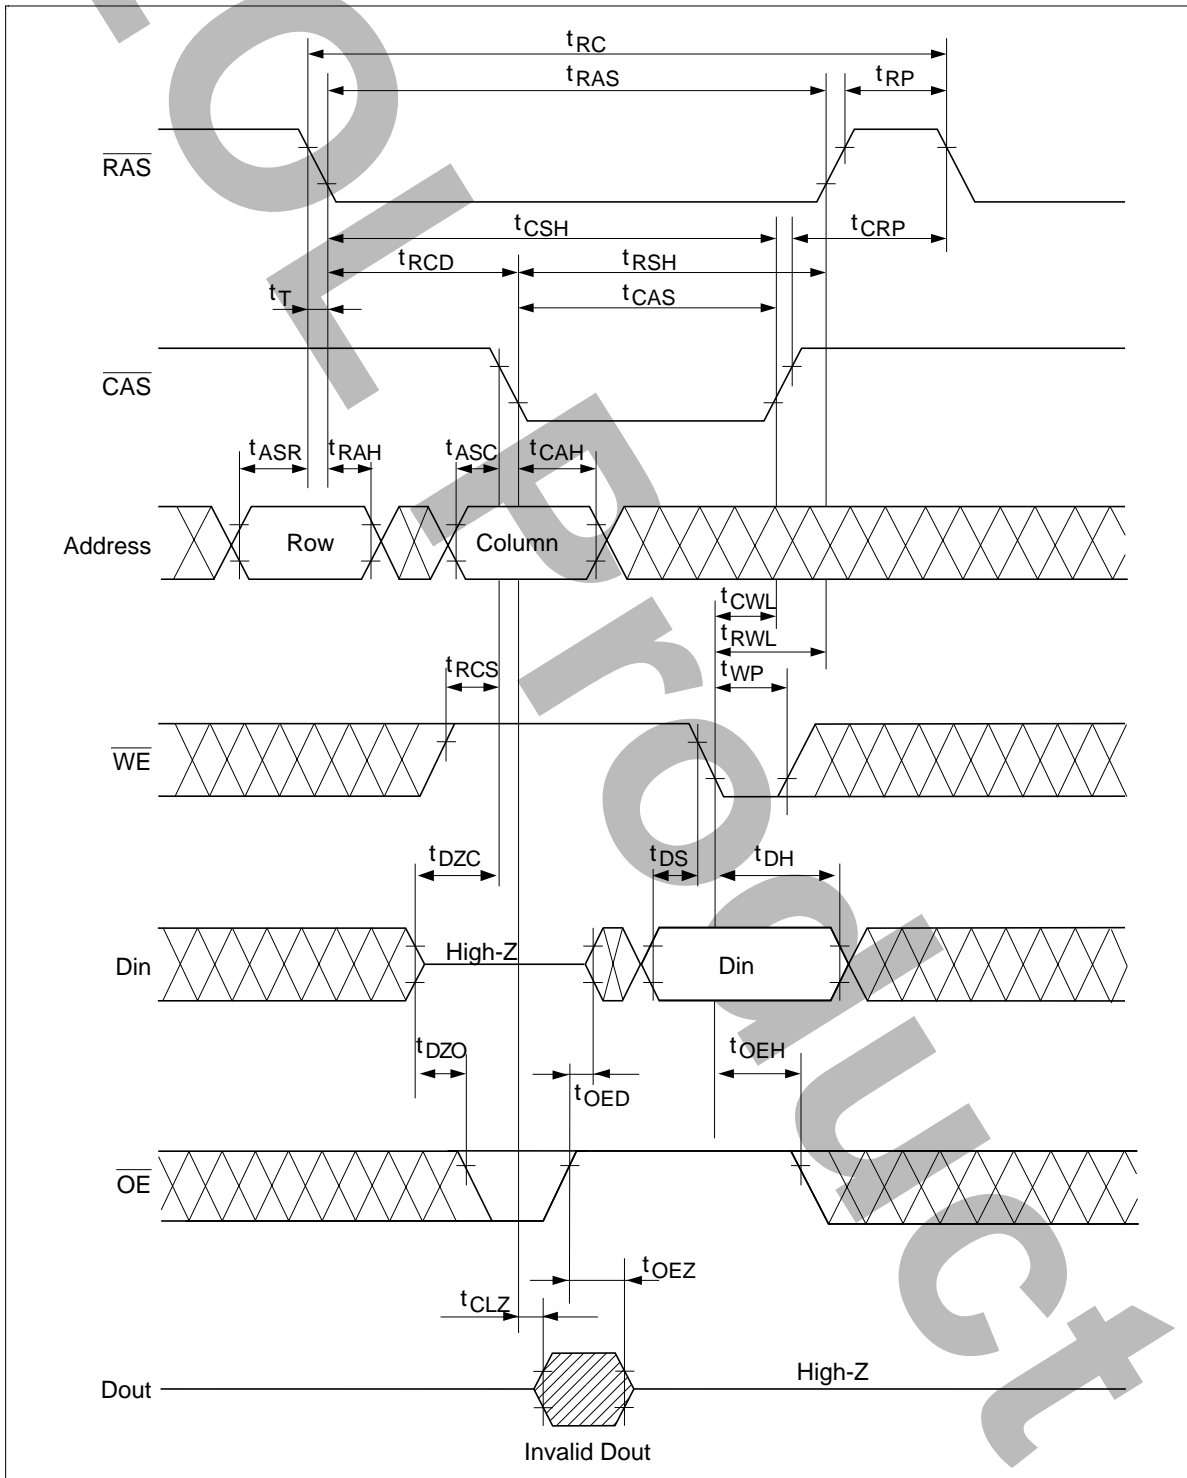 tRC
tRAS
tRP
RAS
tCSH
tCRP
tRCD
tRSH
tT
tCAS
CAS
tASR
tRAH
tASC
tCAH
Address
Row
Column
tCWL
tRWL
tRCS
tWP
WE
tDZC
tDS
tDH
Din
High-Z
Din
tDZO
tOED
tOEH
OE
tOEZ
tCLZ
Dout
High-Z
Invalid Dout
OL Product